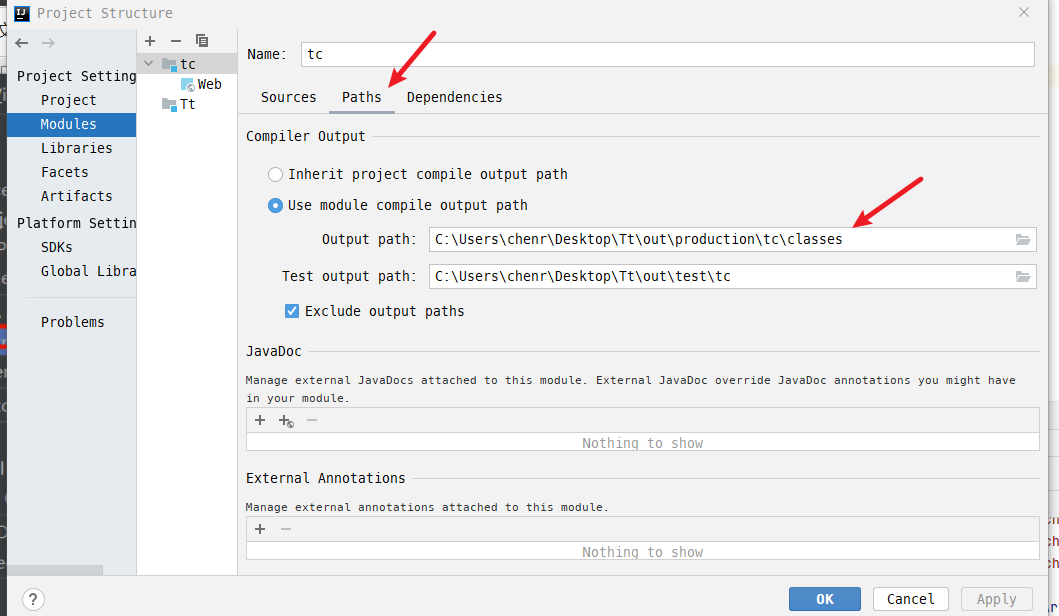 Project Structure
Project Setting
Project
Modules
Libraries
Facets
Artifacts
Platform Settin
SDKs
Global Libra
Problems
tc
Web
Tt
Name: tc
Sources Paths Dependencies
Compiler Output
Inherit project compile output path
Use module compile output path
Output path: C:\Users\chenr\Desktop\Tt\out\production\tc\classes
Test output path: C:\Users\chenr\Desktop\Tt\out\test\tc
Exclude output paths
JavaDoc
Manage external JavaDocs attached to this module. External JavaDoc override JavaDoc annotations you might have
in your module.
Nothing to show
External Annotations
Manage external annotations attached to this module.
Nothing to show
?
OK Cancel Apply